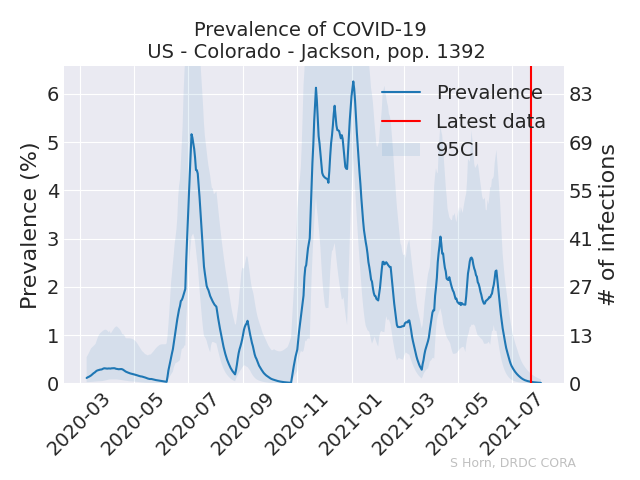 Prevalence of COVID-19
US - Colorado - Jackson, pop. 1392
Prevalence (%)
6
5
4
3
2
1
0
Prevalence
Latest data
95CI
83
69
55
41
27
13
0
# of infections
2020-03
2020-05
2020-07
2020-09
2020-11
2021-01
2021-03
2021-05
2021-07
S Horn, DRDC CORA